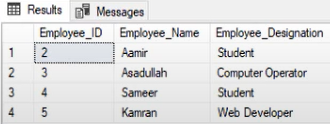 Results Messages
Employee_ID Employee_Name Employee_Designation
1 2 Aamir Student
2 3 Asadullah Computer Operator
3 4 Sameer Student
4 5 Kamran Web Developer